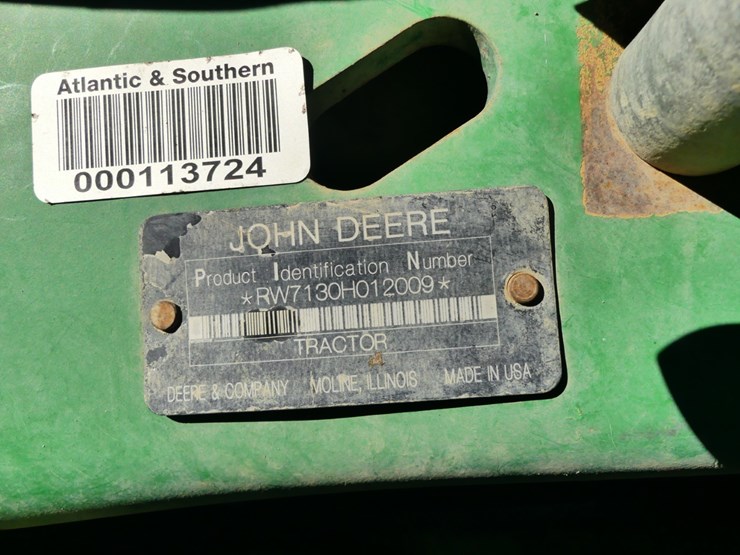 Atlantic & Southern
000113724
JOHN DEERE
Product Identification Number
*RW7130H012009*
TRACTOR
DEERE & COMPANY MOLINE, ILLINOIS MADE IN USA